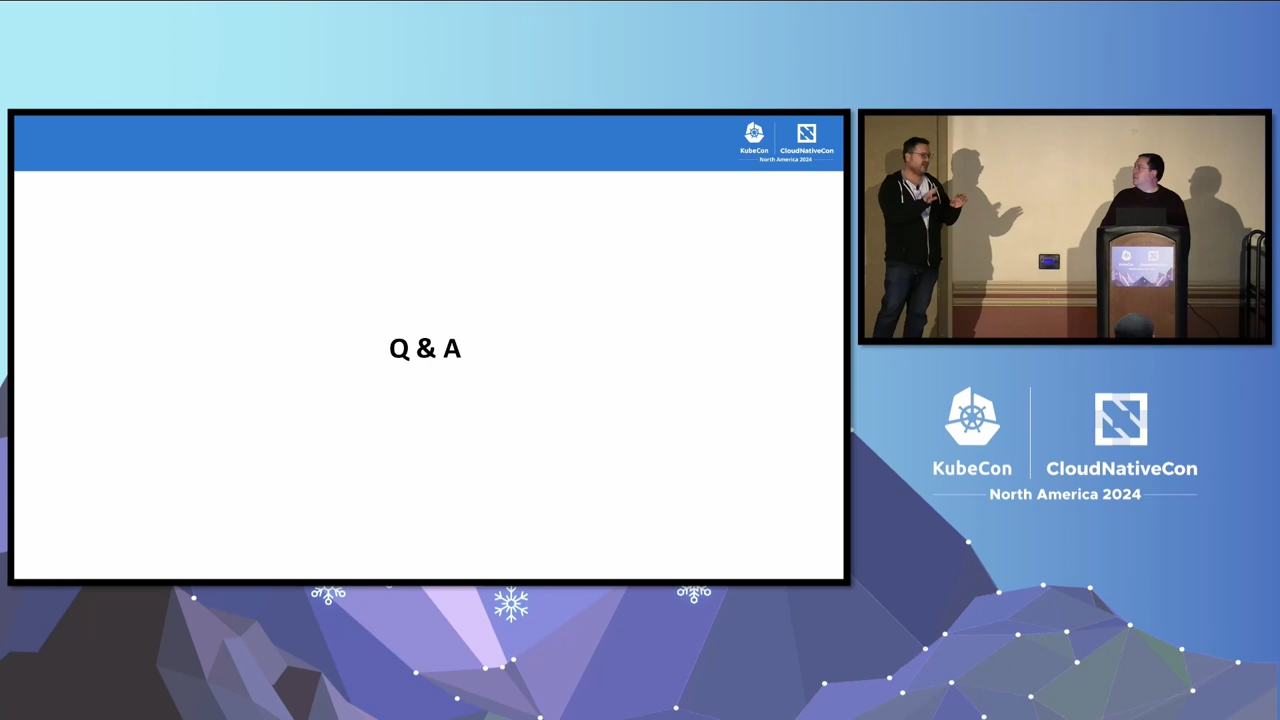 KubeCon
CloudNativeCon
North America 2024
Q & A
KubeCon
CloudNativeCon
North America 2024